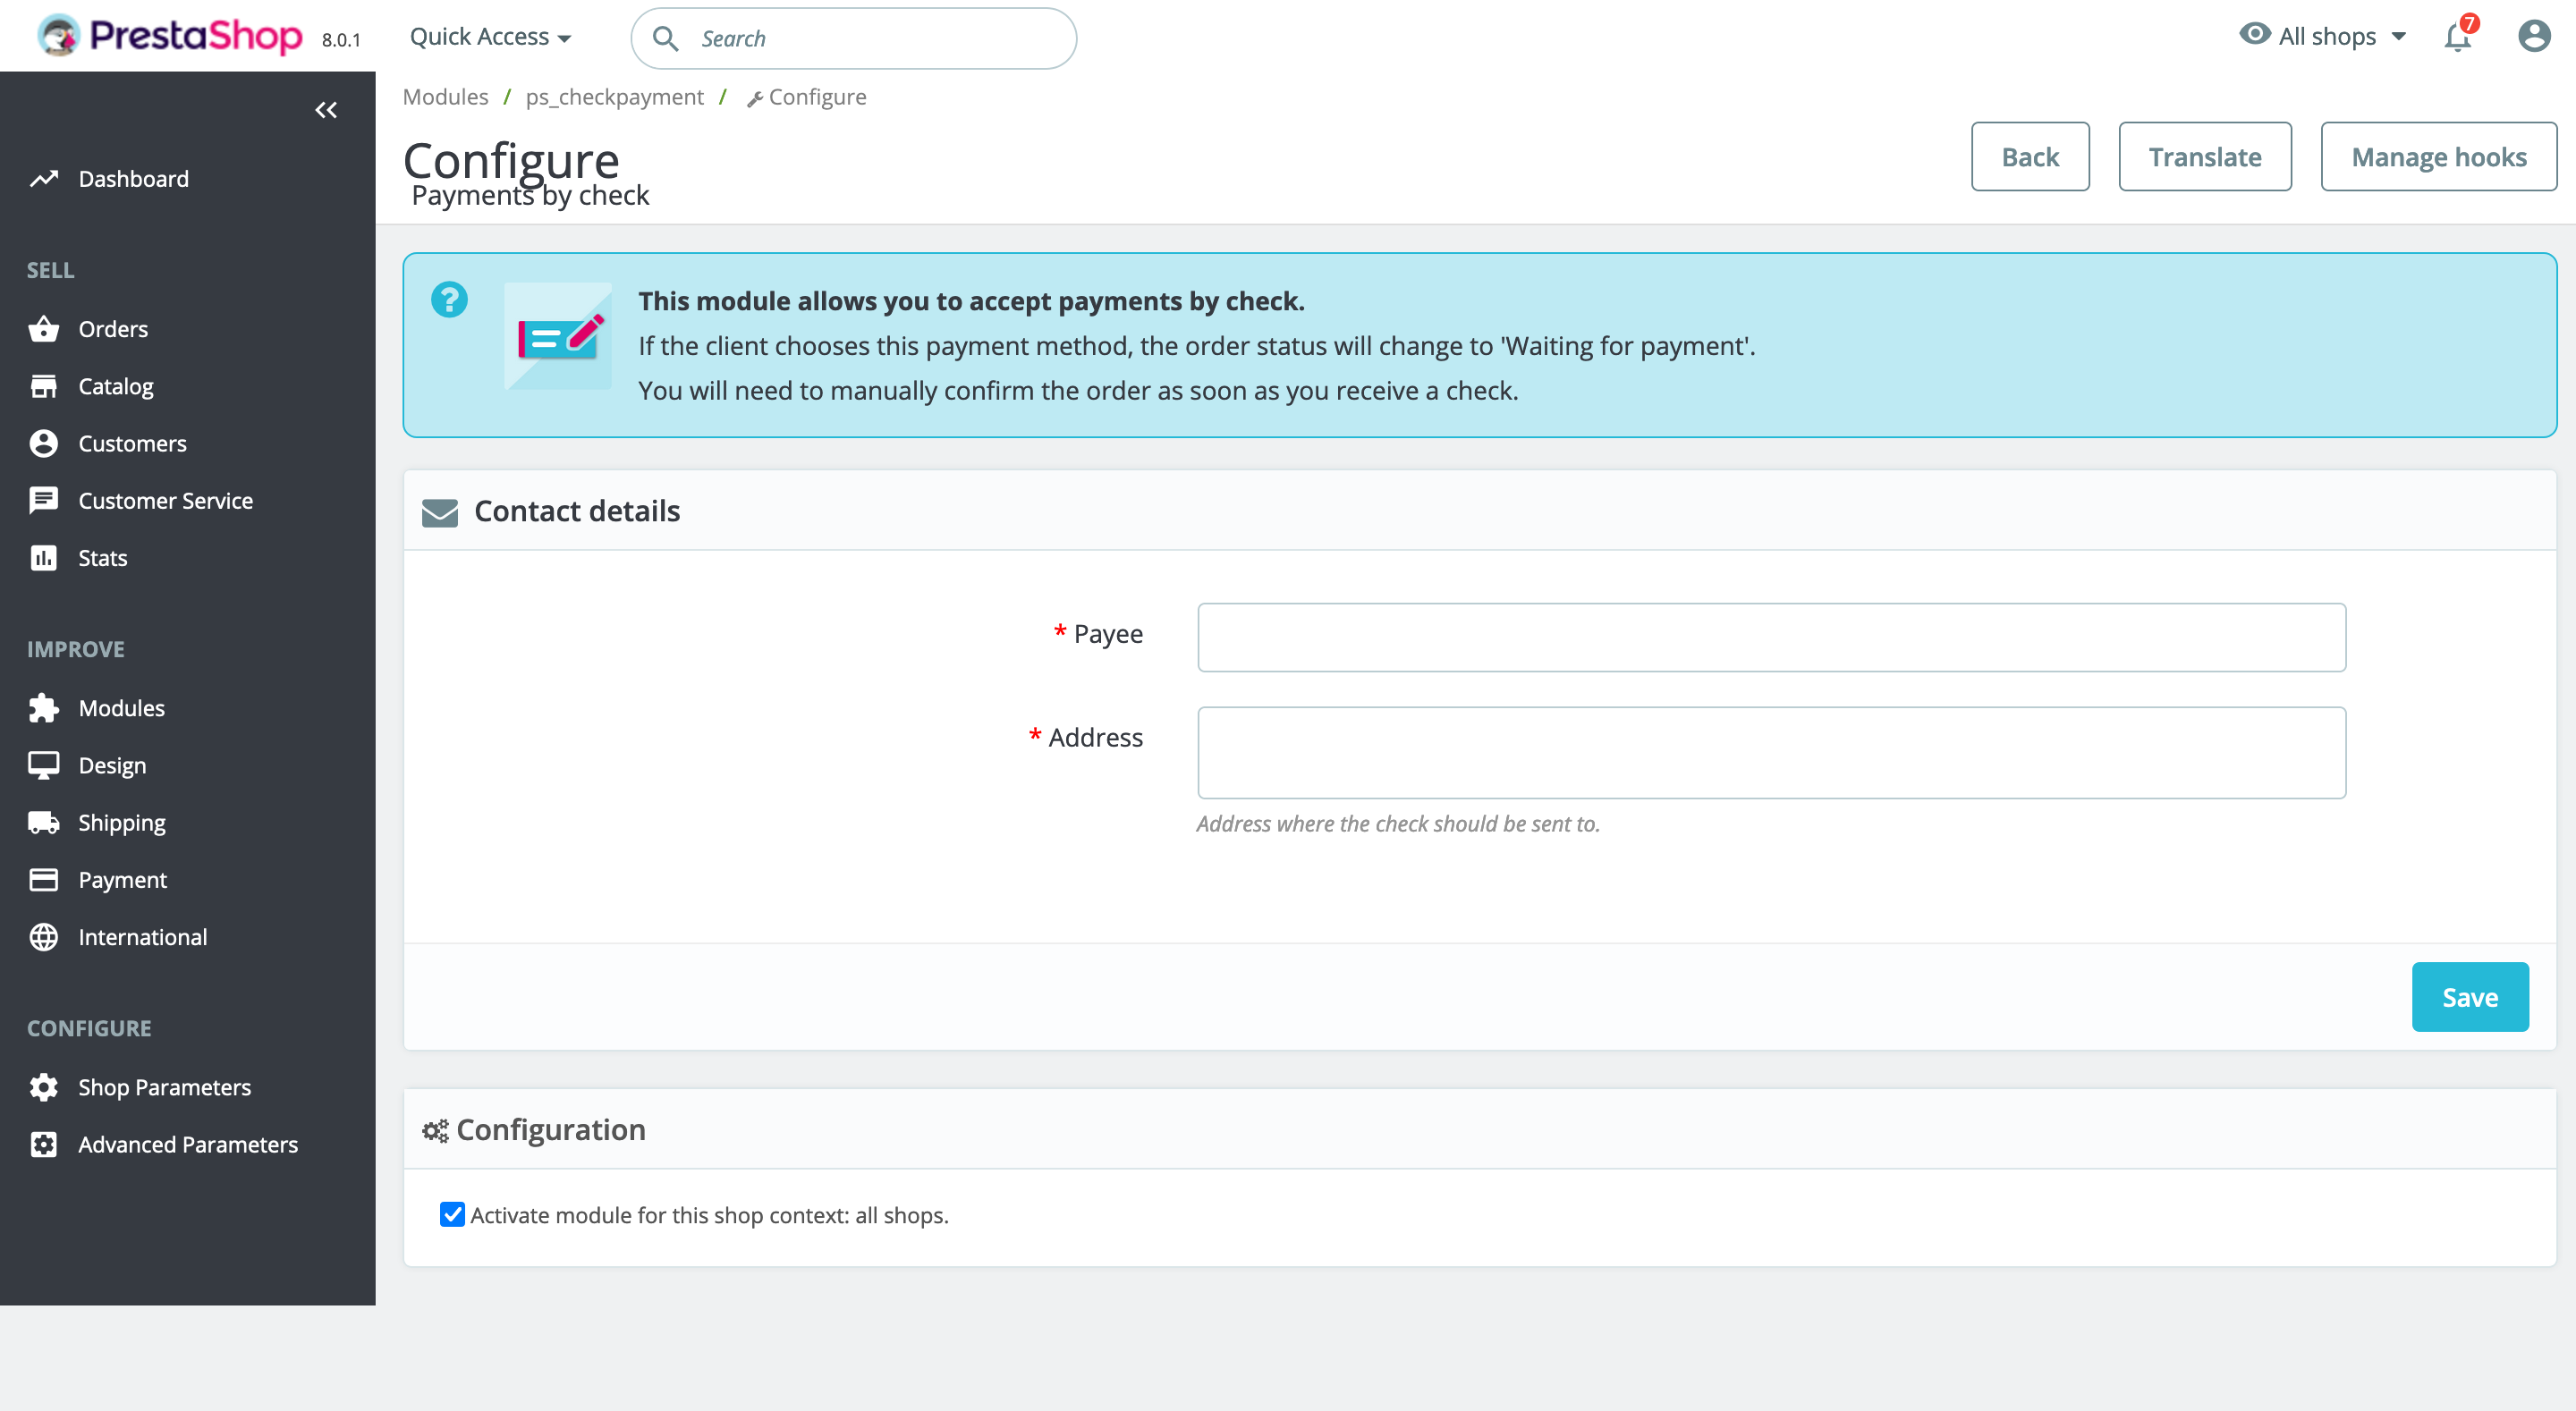 PrestaShop 8.0.1
Quick Access
Search
All shops
7
Modules / ps_checkpayment / Configure
Configure
Payments by check
Back
Translate
Manage hooks
Dashboard
SELL
Orders
Catalog
Customers
Customer Service
Stats
IMPROVE
Modules
Design
Shipping
Payment
International
CONFIGURE
Shop Parameters
Advanced Parameters
This module allows you to accept payments by check.
If the client chooses this payment method, the order status will change to 'Waiting for payment'.
You will need to manually confirm the order as soon as you receive a check.
Contact details
* Payee
* Address
Address where the check should be sent to.
Save
Configuration
Activate module for this shop context: all shops.